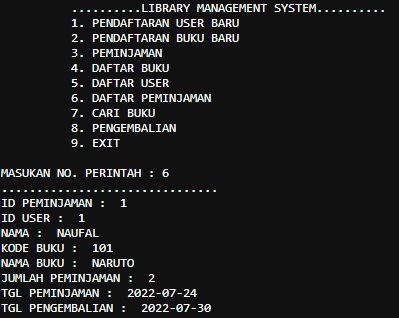 ..........LIBRARY MANAGEMENT SYSTEM..........
1. PENDAFTARAN USER BARU
2. PENDAFTARAN BUKU BARU
3. PEMINJAMAN
4. DAFTAR BUKU
5. DAFTAR USER
6. DAFTAR PEMINJAMAN
7. CARI BUKU
8. PENGEMBALIAN
9. EXIT
MASUKAN NO. PERINTAH : 6
...............................
ID PEMINJAMAN :  1
ID USER :  1
NAMA :  NAUFAL
KODE BUKU :  101
NAMA BUKU :  NARUTO
JUMLAH PEMINJAMAN :  2
TGL PEMINJAMAN :  2022-07-24
TGL PENGEMBALIAN :  2022-07-30